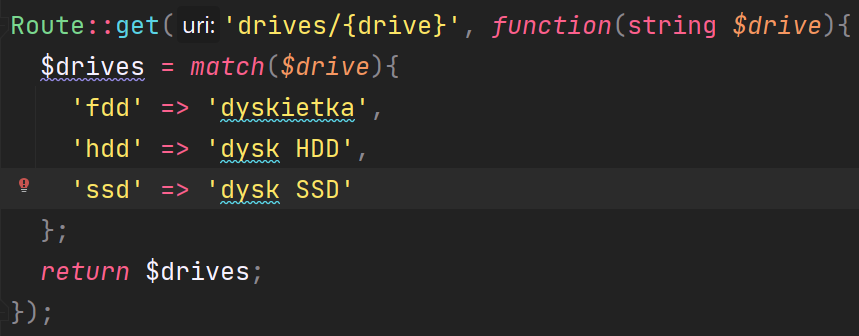 Route::get( uri: 'drives/{drive}', function(string $drive){
  $drives = match($drive){
    'fdd' => 'dyskietka',
    'hdd' => 'dysk HDD',
    'ssd' => 'dysk SSD'
  };
  return $drives;
});